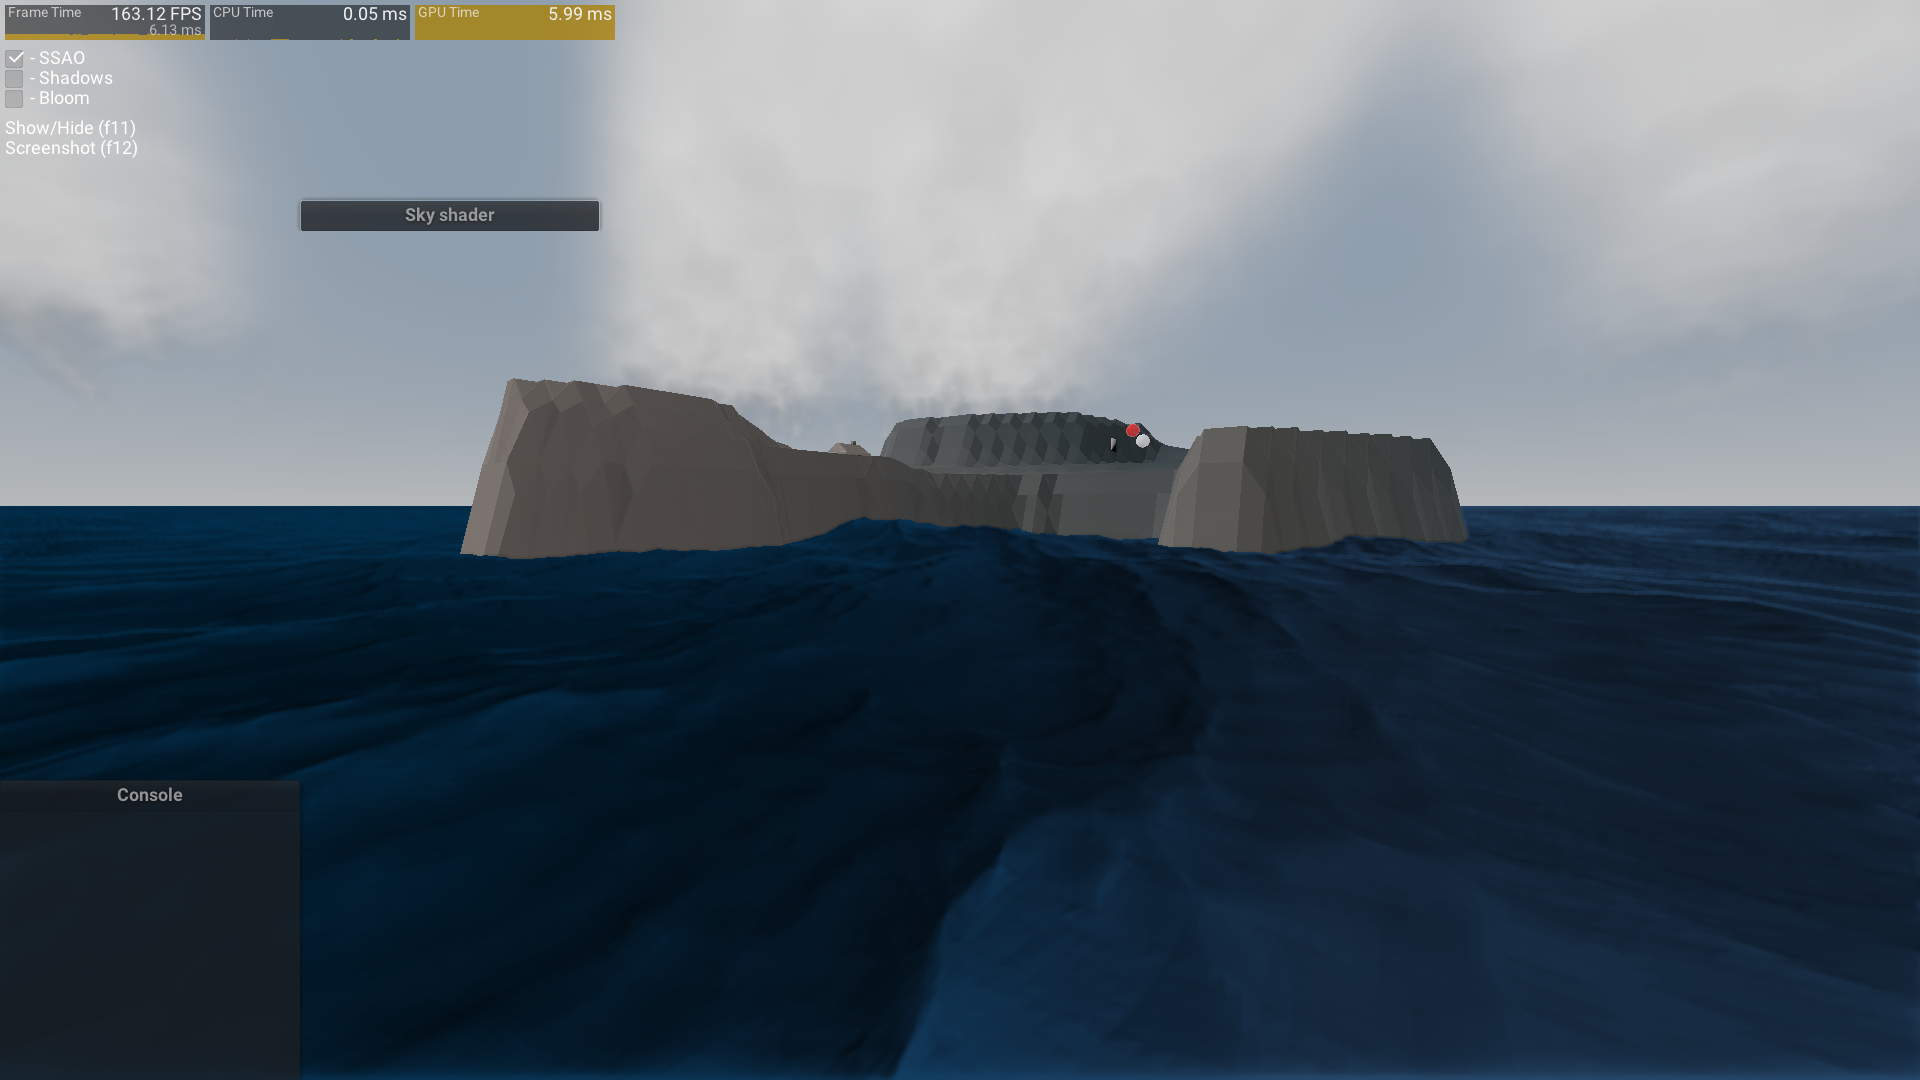 Frame Time 163.12 FPS CPU Time 0.05 ms GPU Time 5.99 ms
6.13 ms
- SSAO
- Shadows
- Bloom
Show/Hide (f11)
Screenshot (f12)
Sky shader
Console